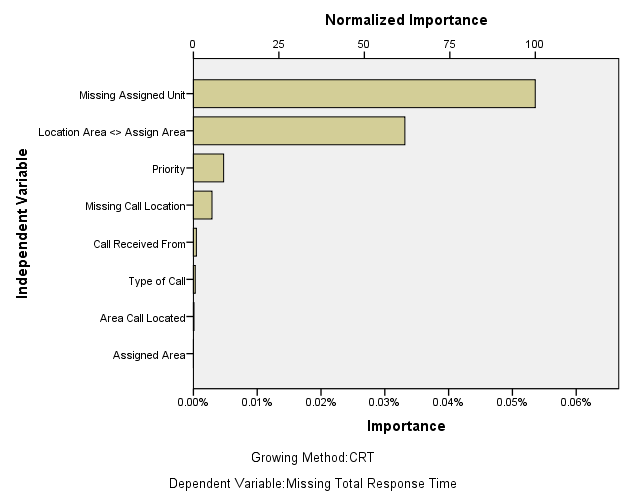 Normalized Importance
0 25 50 75 100
Independent Variable
Missing Assigned Unit
Location Area <> Assign Area
Priority
Missing Call Location
Call Received From
Type of Call
Area Call Located
Assigned Area
0.00% 0.01% 0.02% 0.03% 0.04% 0.05% 0.06%
Importance
Growing Method:CRT
Dependent Variable:Missing Total Response Time